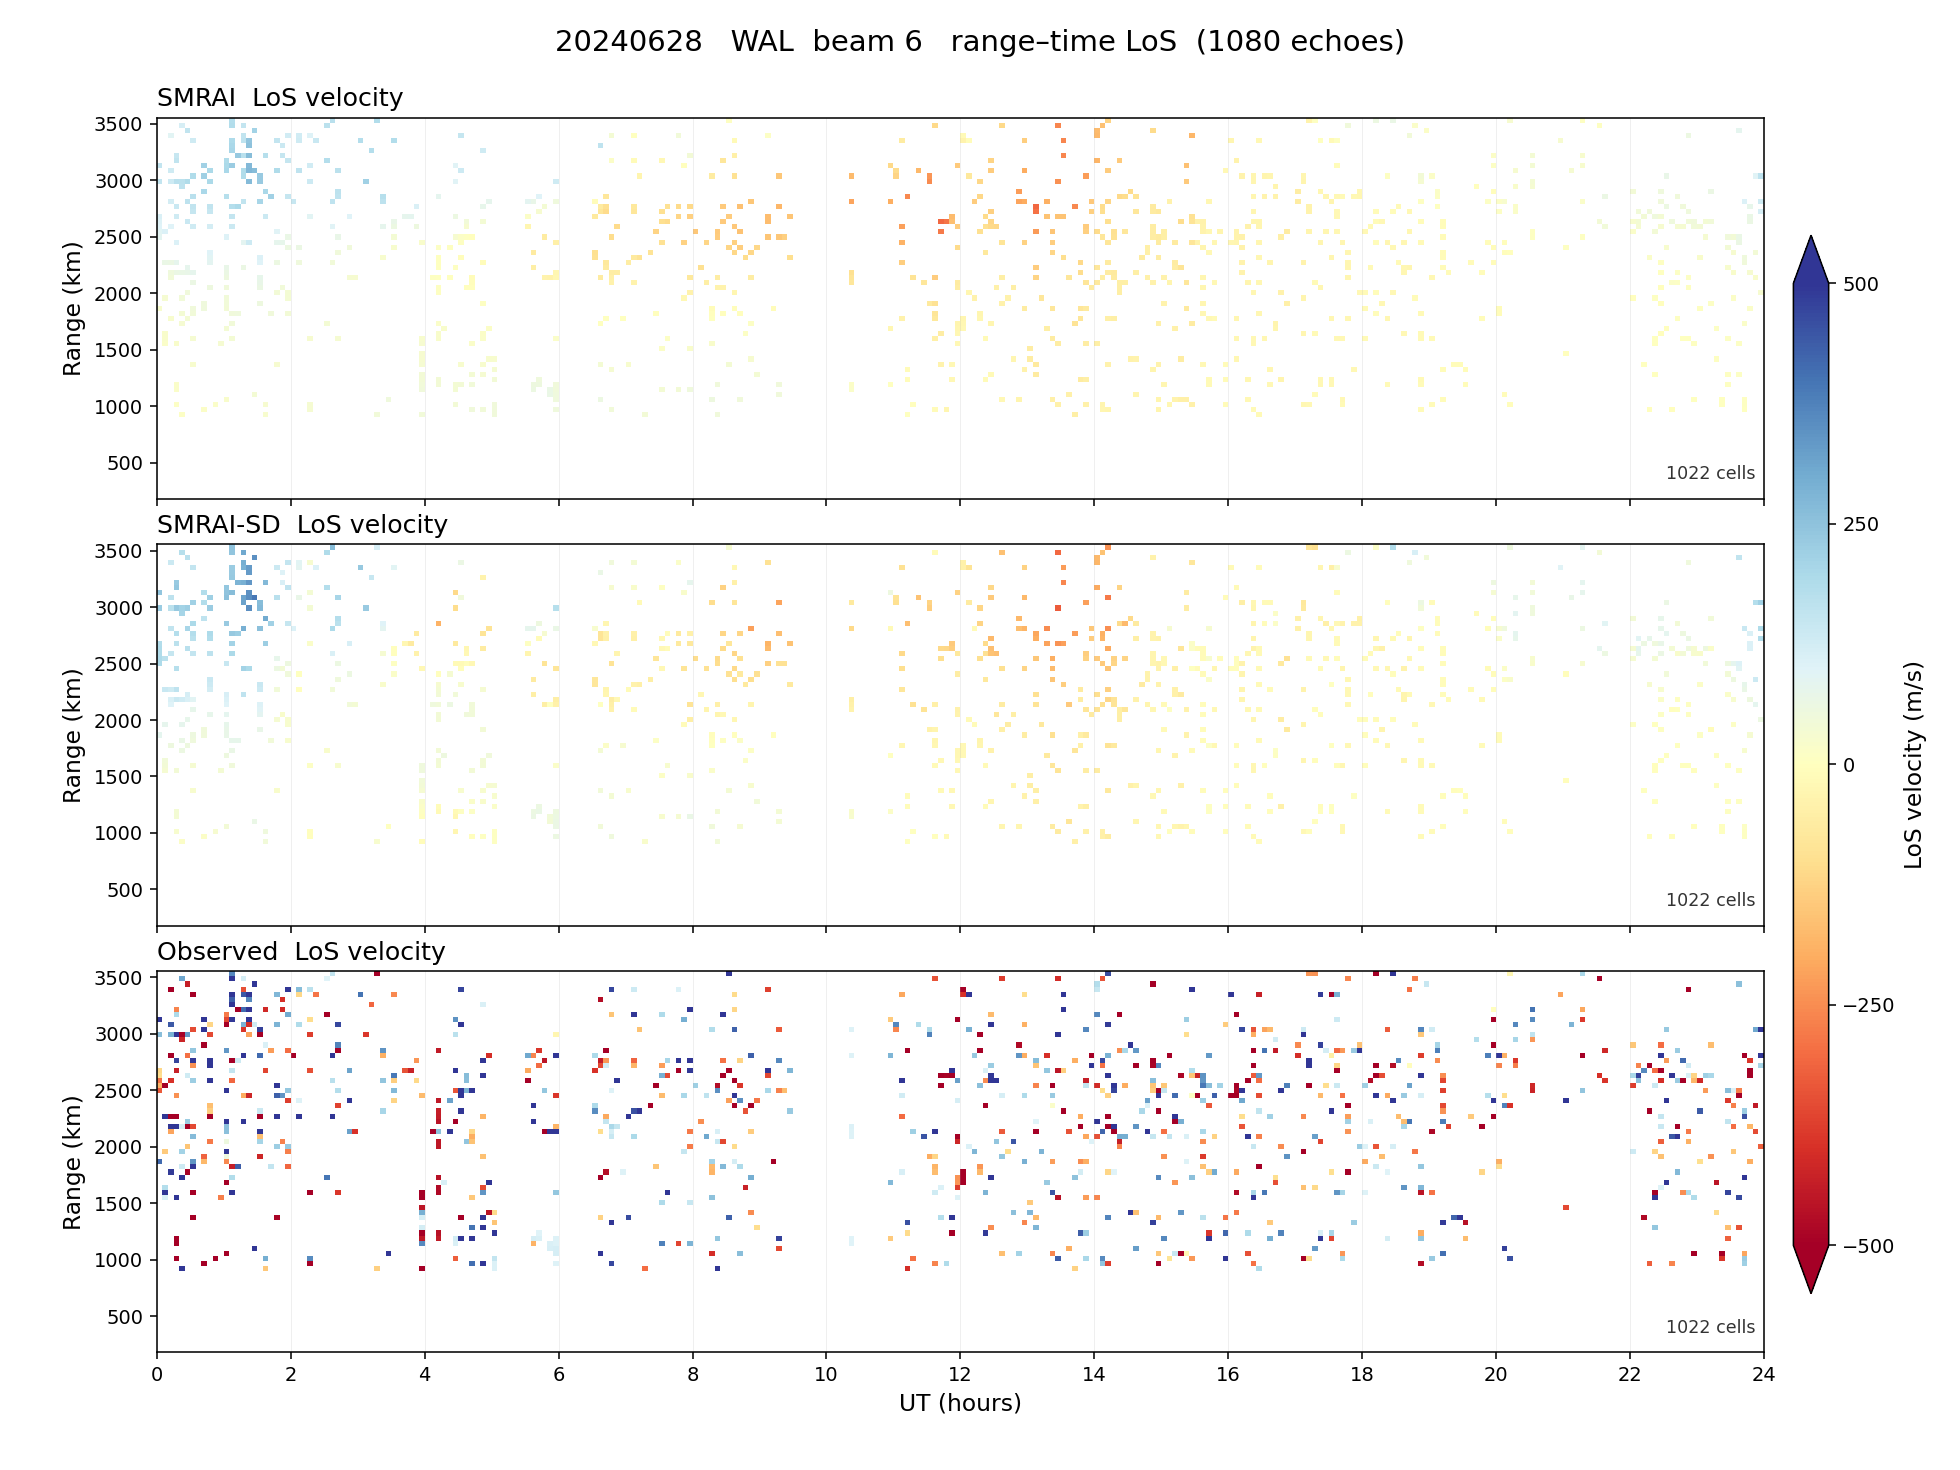 20240628   WAL  beam 6   range–time LoS  (1080 echoes)
SMRAI  LoS velocity
3500
3000
2500
2000
1500
1000
500
Range (km)
1022 cells
SMRAI-SD  LoS velocity
3500
3000
2500
2000
1500
1000
500
Range (km)
1022 cells
Observed  LoS velocity
3500
3000
2500
2000
1500
1000
500
Range (km)
1022 cells
0 2 4 6 8 10 12 14 16 18 20 22 24
UT (hours)
500
250
0
−250
−500
LoS velocity (m/s)